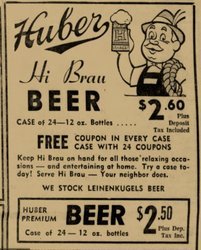 Huber
Hi Brau
BEER
$2.60
CASE of 24—12 oz. Bottles . . . . .
Plus
Deposit
Tax Included
FREE COUPON IN EVERY CASE
CASE WITH 24 COUPONS
Keep Hi Brau on hand for all those relaxing occa-
sions — and entertaining at home. Try a case to-
day! Serve Hi Brau — Your neighbor does.
WE STOCK LEINENKUGELS BEER
HUBER
PREMIUM BEER $2.50
Case of 24 — 12 oz. bottles
Plus Dep.
Tax Inc.